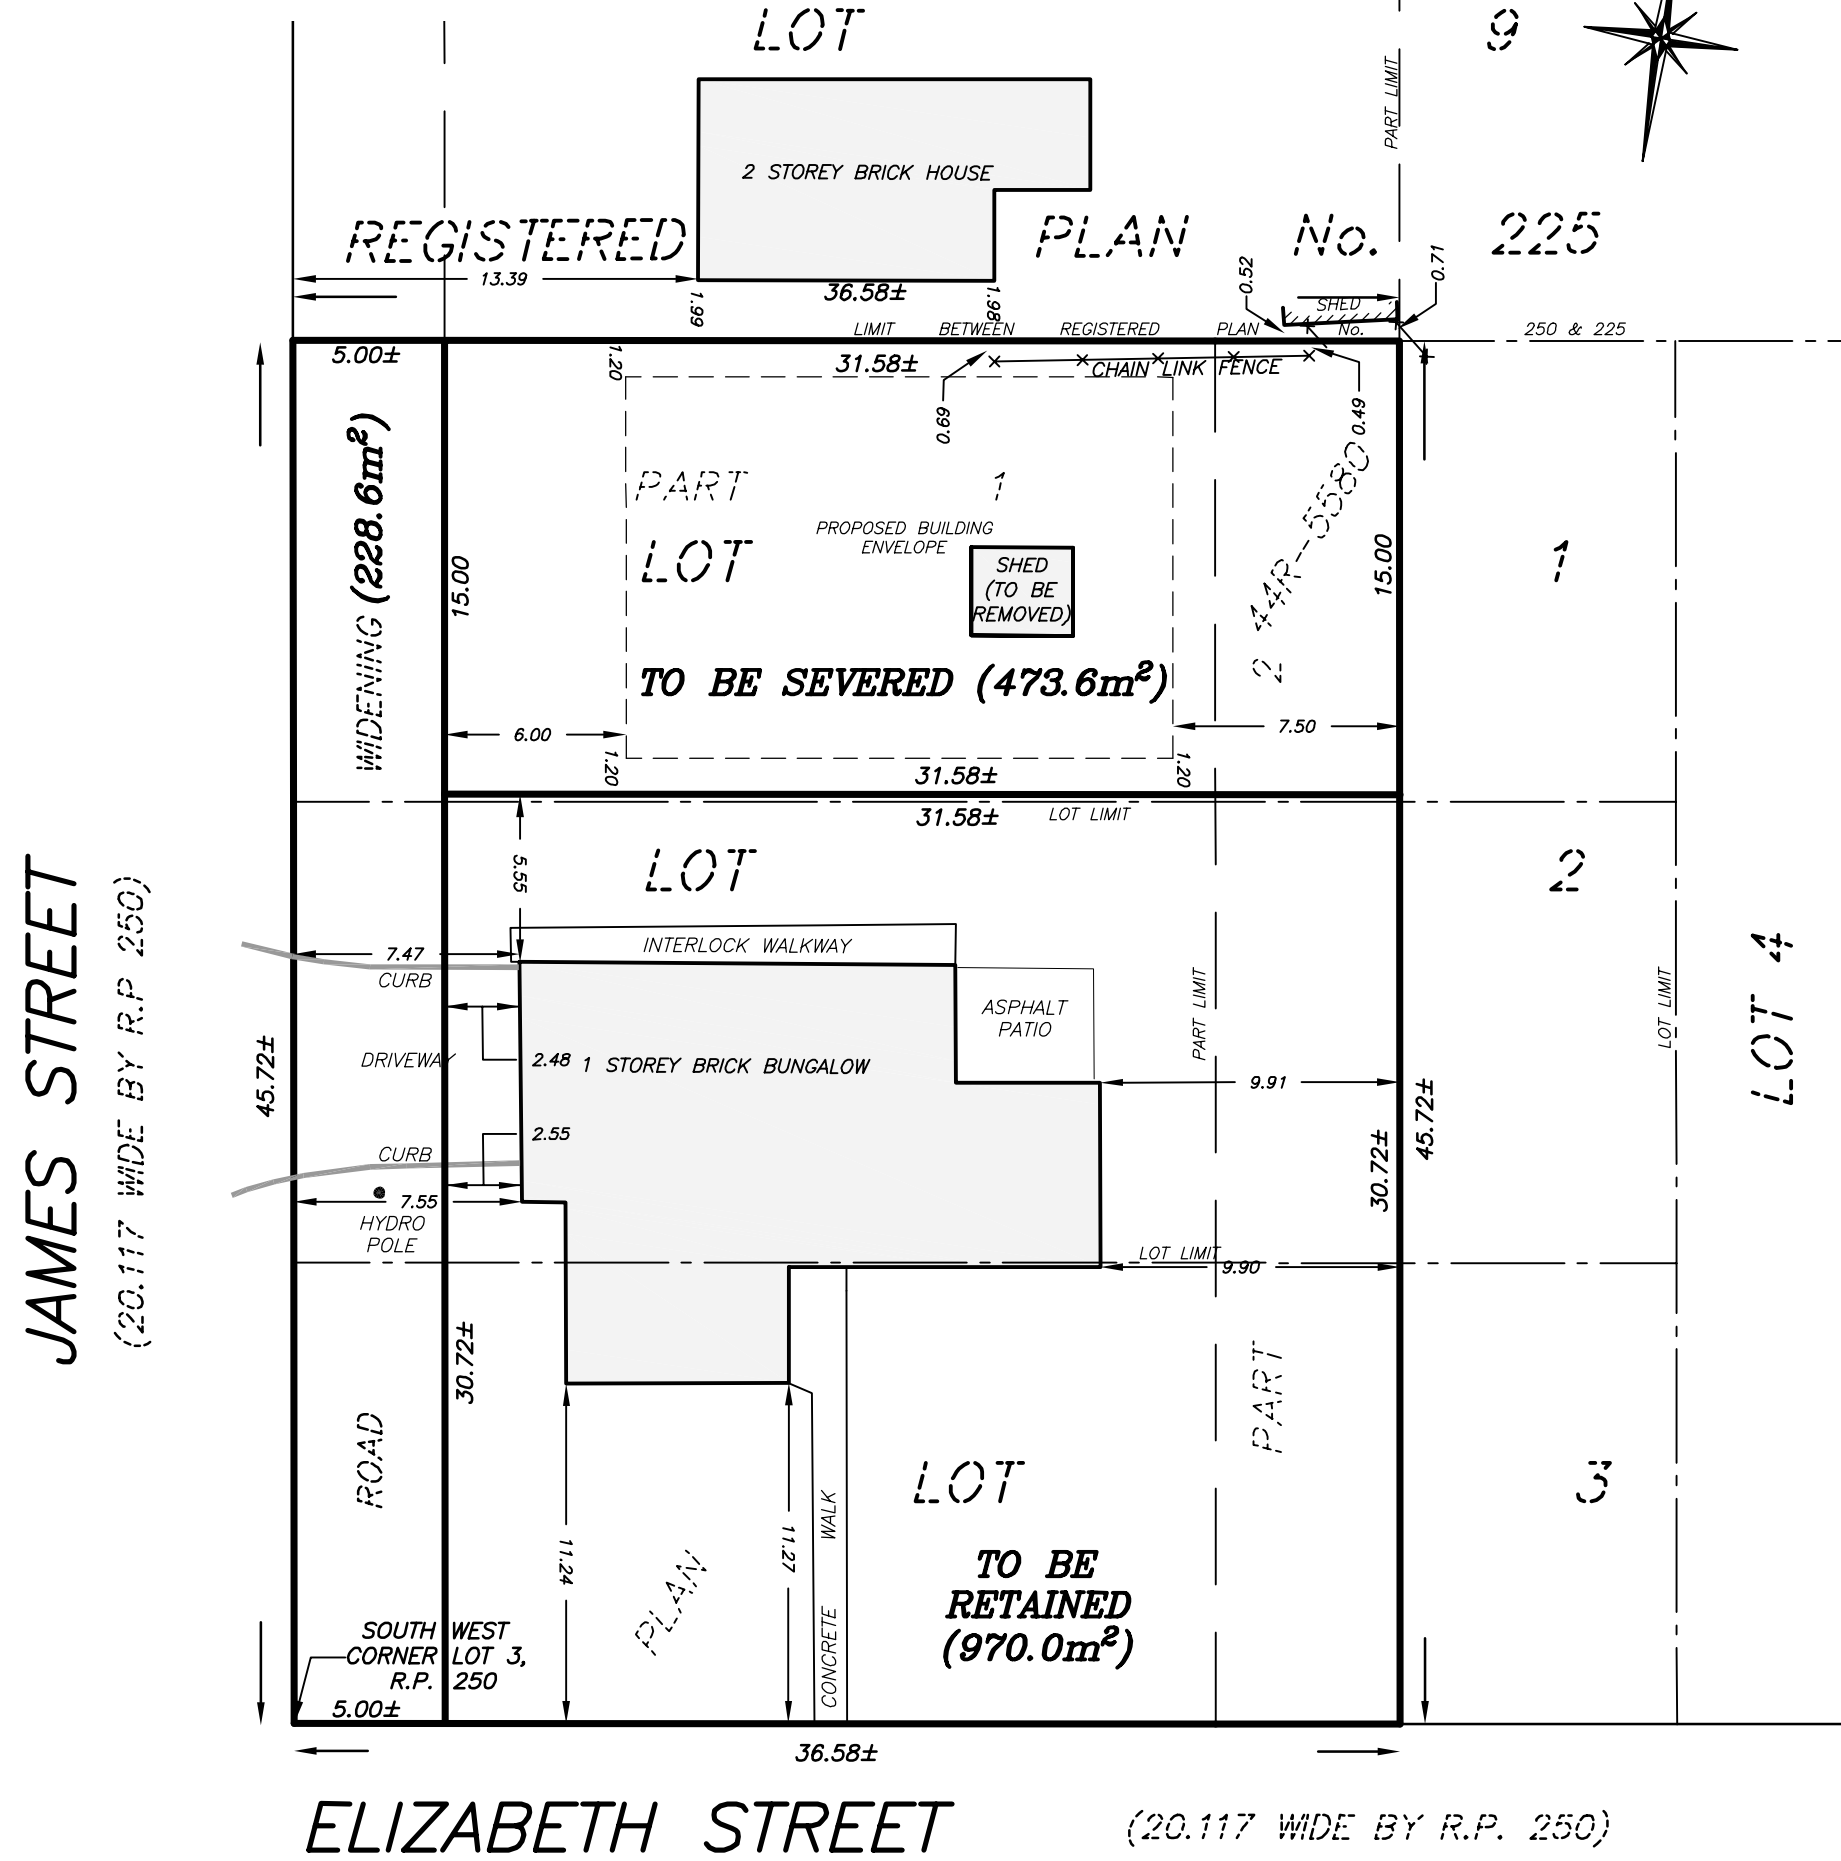 LOT 9
PART LIMIT
2 STOREY BRICK HOUSE
REGISTERED PLAN No. 225
13.39
36.58±
1.99
1.98
0.52
0.71
SHED
LIMIT BETWEEN REGISTERED PLAN No. 250 & 225
5.00±
1.20
31.58±
CHAIN LINK FENCE
0.69
0.49
WIDENING (228.6m²)
15.00
PART 1
PROPOSED BUILDING
ENVELOPE
LOT 1
SHED
(TO BE
REMOVED)
2 44R-5580
15.00
TO BE SEVERED (473.6m²)
6.00
7.50
1.20
1.20
31.58±
31.58±
LOT LIMIT
5.55
LOT 2
INTERLOCK WALKWAY
7.47
CURB
ASPHALT
PATIO
PART LIMIT
LOT LIMIT
LOT 4
JAMES STREET
(20.117 WIDE BY R.P 250)
45.72±
DRIVEWAY
2.48
1 STOREY BRICK BUNGALOW
9.91
2.55
CURB
30.72±
45.72±
7.55
HYDRO
POLE
LOT LIMIT
9.90
30.72±
ROAD
PART
LOT 3
11.24
11.27
CONCRETE WALK
PLAN
TO BE
RETAINED
(970.0m²)
SOUTH WEST
CORNER LOT 3,
R.P. 250
5.00±
36.58±
ELIZABETH STREET (20.117 WIDE BY R.P. 250)